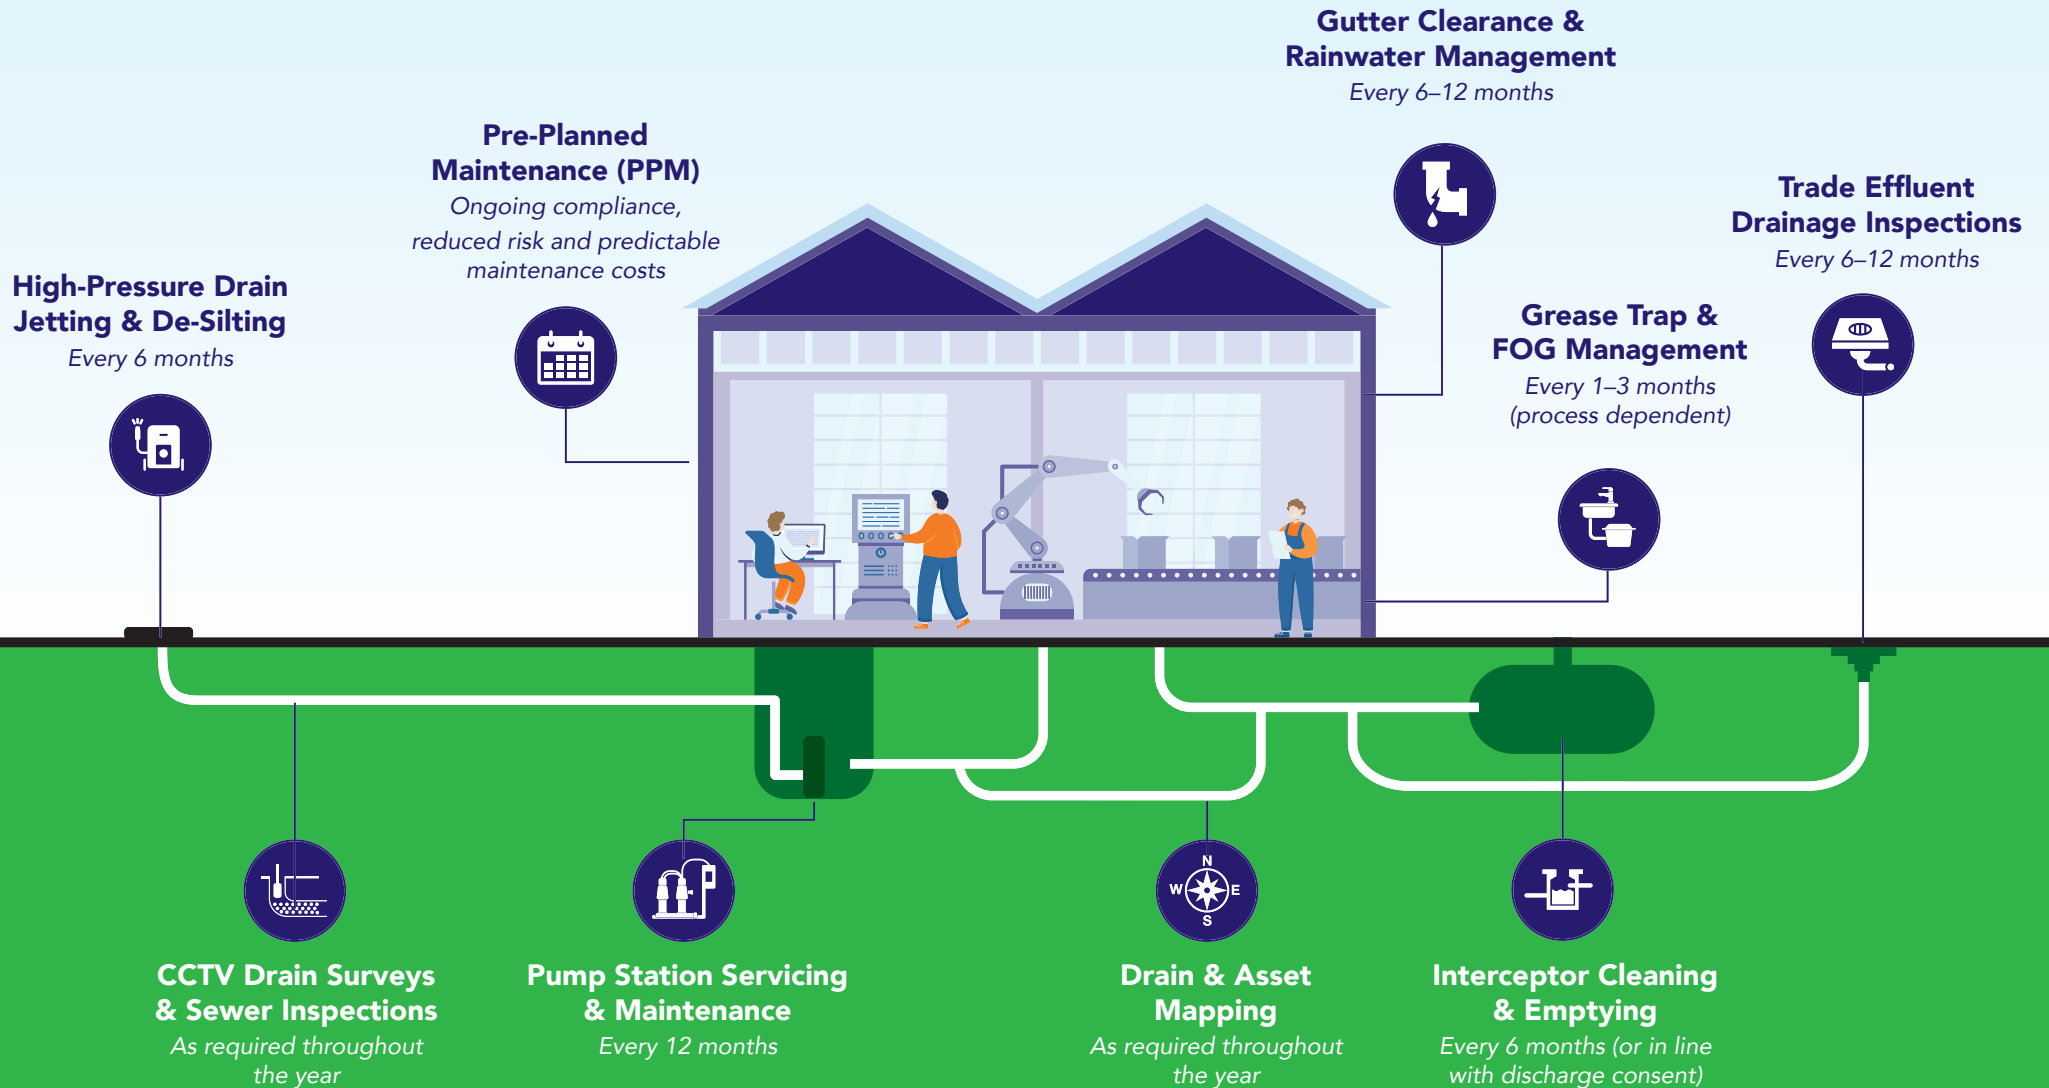 Gutter Clearance &
Rainwater Management
Every 6–12 months
Pre-Planned
Maintenance (PPM)
Ongoing compliance,
reduced risk and predictable
maintenance costs
Trade Effluent
Drainage Inspections
Every 6–12 months
High-Pressure Drain
Jetting & De-Silting
Every 6 months
Grease Trap &
FOG Management
Every 1–3 months
(process dependent)
N
W E
S
CCTV Drain Surveys
& Sewer Inspections
As required throughout
the year
Pump Station Servicing
& Maintenance
Every 12 months
Drain & Asset
Mapping
As required throughout
the year
Interceptor Cleaning
& Emptying
Every 6 months (or in line
with discharge consent)